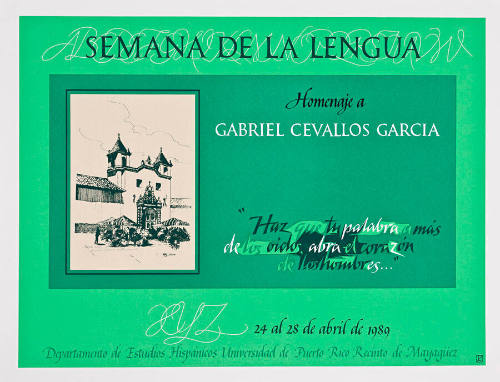 SEMANA DE LA LENGUA
Homenaje a
GABRIEL CEVALLOS GARCIA
"Haz que tu palabra más
de los oidos abra el corazón
de los hombres..."
XYZ 24 al 28 de abril de 1989
Departamento de Estudios Hispánicos Universidad de Puerto Rico Recinto de Mayagüez